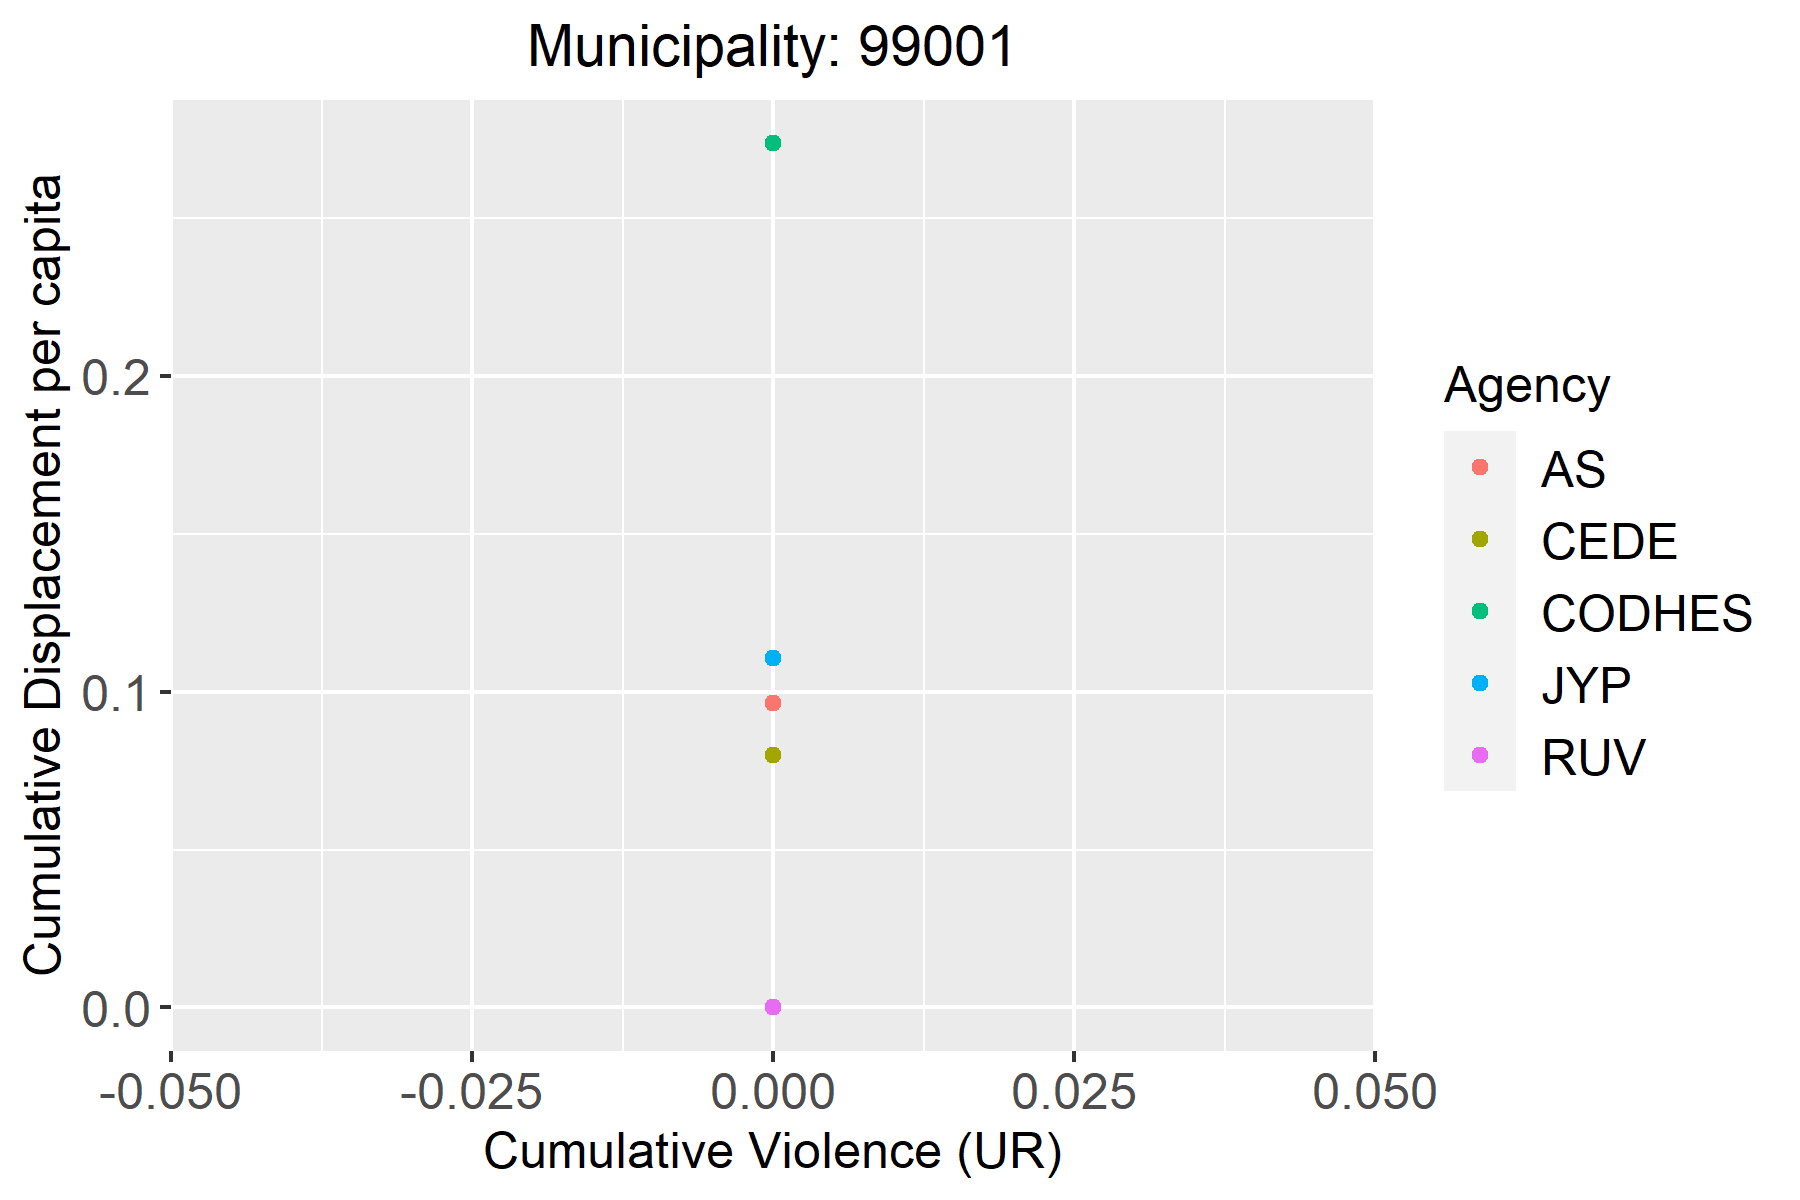 Municipality: 99001
Cumulative Displacement per capita
0.2
0.1
0.0
-0.050
-0.025
0.000
0.025
0.050
Cumulative Violence (UR)
Agency
AS
CEDE
CODHES
JYP
RUV